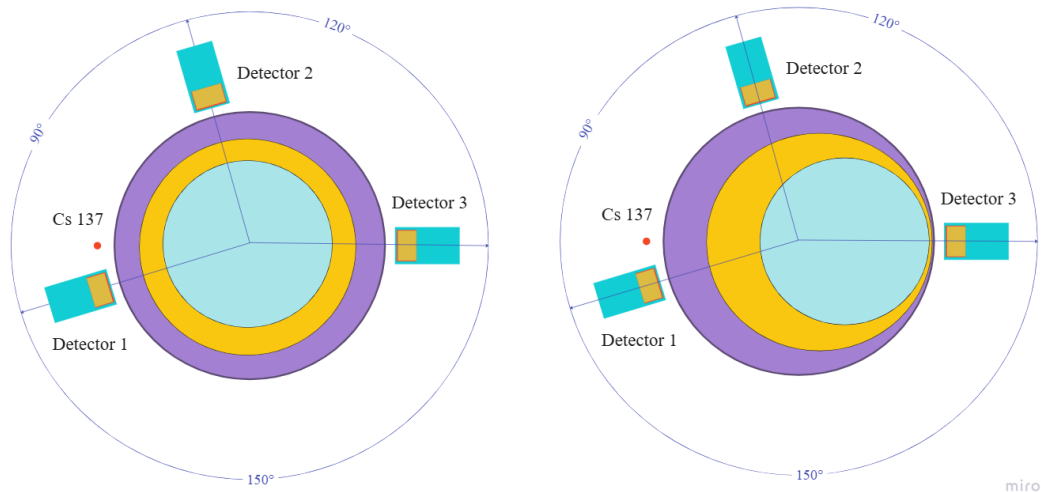 120°
Detector 2
90°
Cs 137
Detector 3
Detector 1
150°
120°
Detector 2
90°
Cs 137
Detector 3
Detector 1
150°
miro